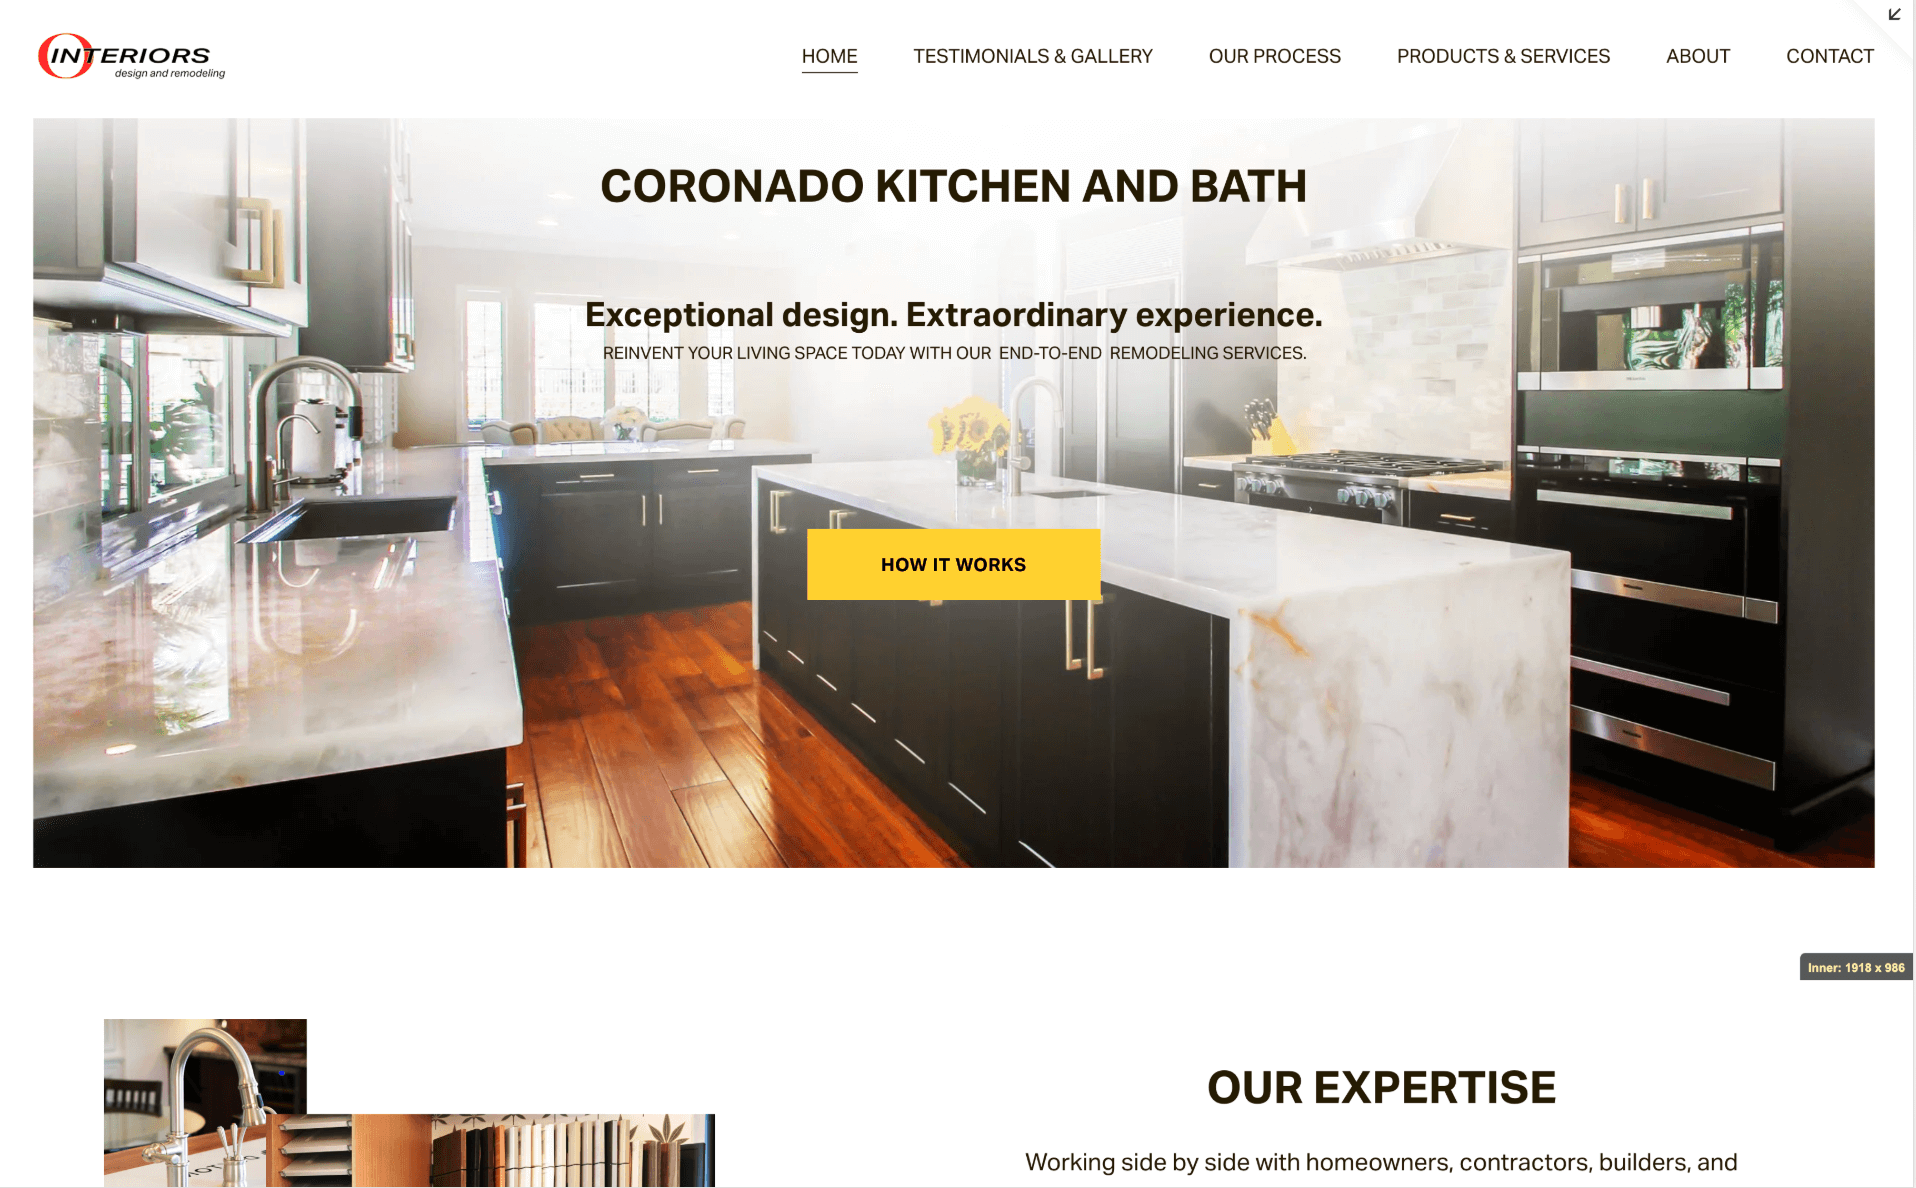 INTERIORS
design and remodeling
HOME
TESTIMONIALS & GALLERY
OUR PROCESS
PRODUCTS & SERVICES
ABOUT
CONTACT
CORONADO KITCHEN AND BATH
Exceptional design. Extraordinary experience.
REINVENT YOUR LIVING SPACE TODAY WITH OUR END-TO-END REMODELING SERVICES.
HOW IT WORKS
Inner: 1918 x 986
OUR EXPERTISE
Working side by side with homeowners, contractors, builders, and